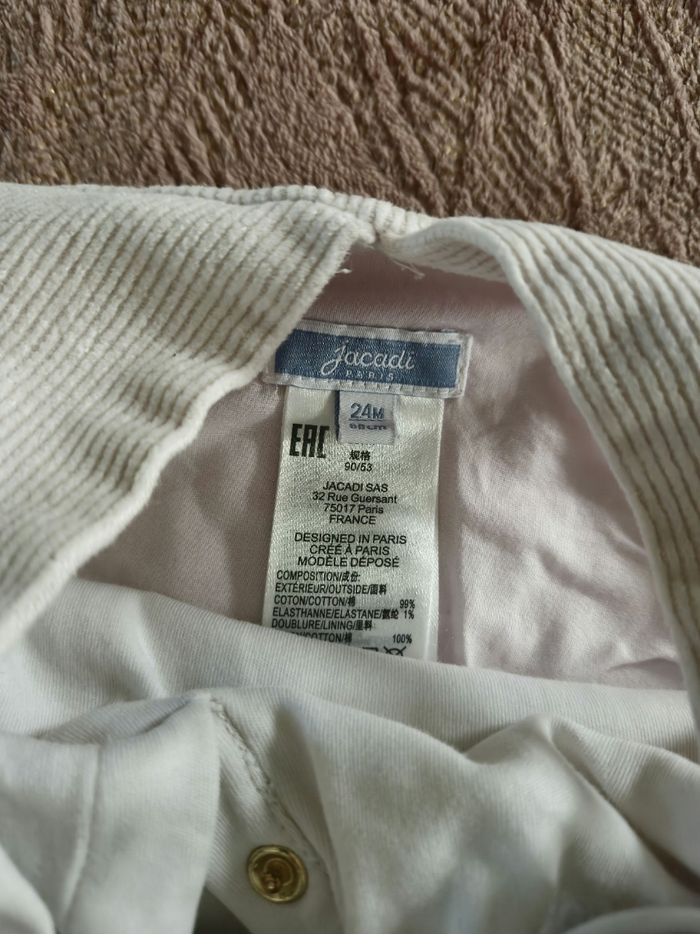 jacadi
PARIS
24M
EAC
规格
90/53
JACADI SAS
32 Rue Guersant
75017 Paris
FRANCE
DESIGNED IN PARIS
CRÉÉ À PARIS
MODÈLE DÉPOSÉ
COMPOSITION/成份:
EXTÉRIEUR/OUTSIDE/面料
COTON/COTTON/棉 99%
ELASTHANNE/ELASTANE/氨纶 1%
DOUBLURE/LINING/里料
/COTTON/棉 100%